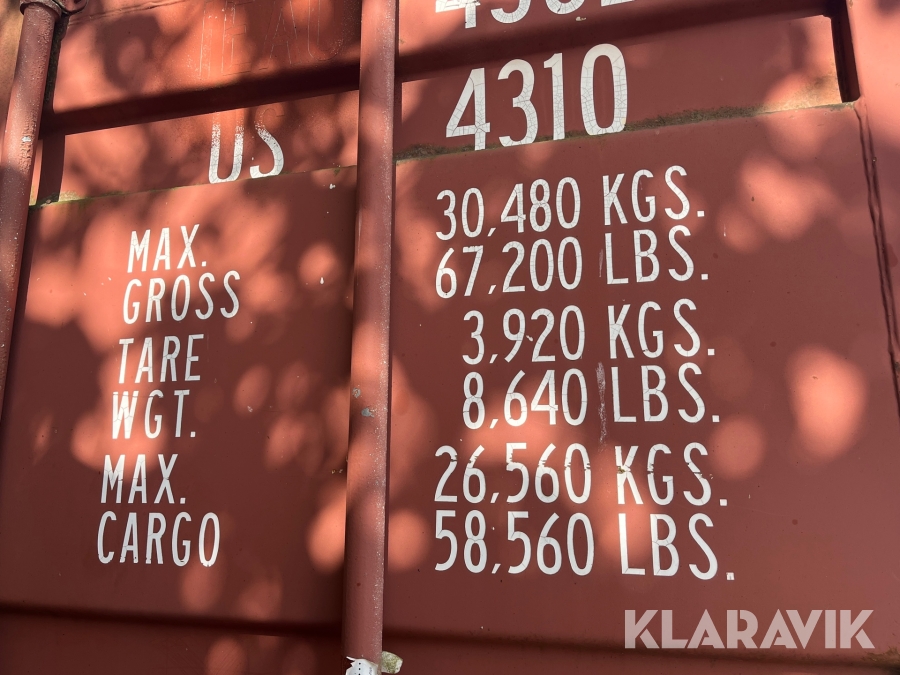 US 4310
MAX. 30,480 KGS.
GROSS 67,200 LBS.
TARE 3,920 KGS.
WGT. 8,640 LBS.
MAX. 26,560 KGS.
CARGO 58,560 LBS.
KLARAVIK